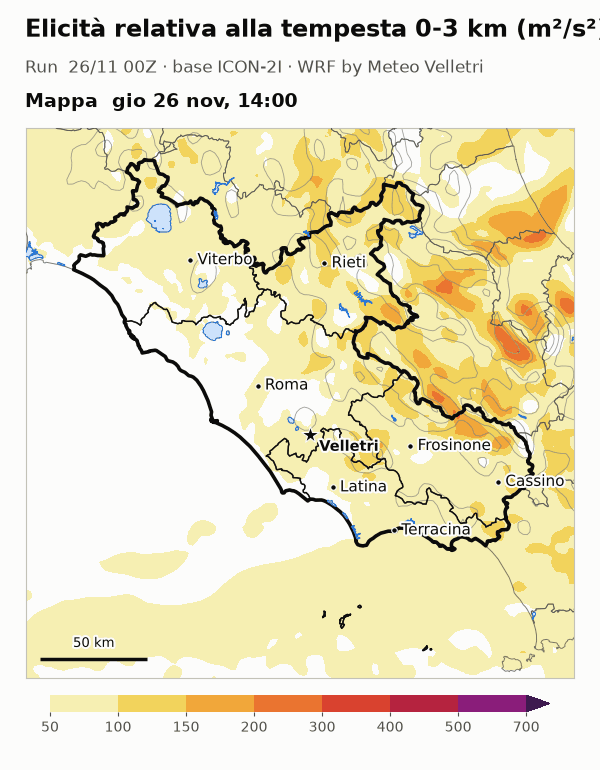 Elicità relativa alla tempesta 0-3 km (m²/s²)
Run 26/11 00Z · base ICON-2I · WRF by Meteo Velletri
Mappa gio 26 nov, 14:00
Viterbo
Rieti
Roma
Velletri
Frosinone
Cassino
Latina
Terracina
50 km
50 100 150 200 300 400 500 700